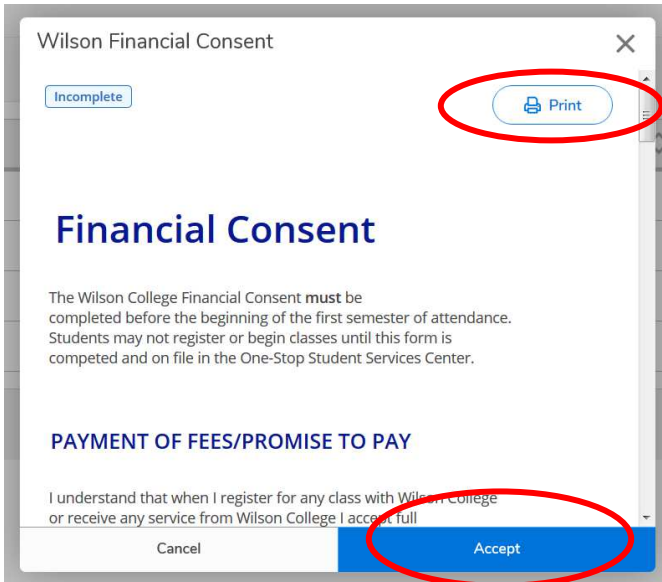 Wilson Financial Consent
Incomplete
Print
Financial Consent
The Wilson College Financial Consent must be
completed before the beginning of the first semester of attendance.
Students may not register or begin classes until this form is
competed and on file in the One-Stop Student Services Center.
PAYMENT OF FEES/PROMISE TO PAY
I understand that when I register for any class with Wilson College
or receive any service from Wilson College I accept full
Cancel
Accept